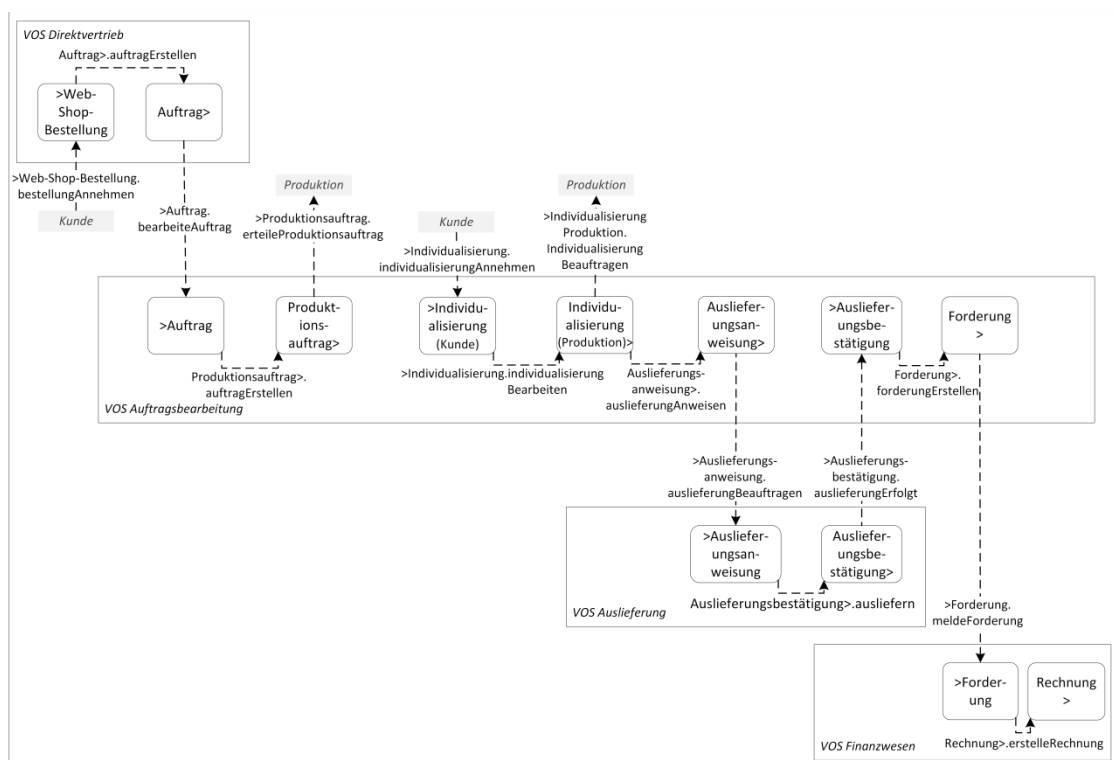 VOS Direktvertrieb
Auftrag>.auftragErstellen
>Web-
Shop-
Bestellung
Auftrag>
>Web-Shop-Bestellung.
bestellungAnnehmen
Kunde
>Auftrag.
bearbeiteAuftrag
Produktion
>Produktionsauftrag.
erteileProduktionsauftrag
Kunde
>Individualisierung.
individualisierungAnnehmen
Produktion
>Individualisierung
Produktion.
Individualisierung
Beauftragen
>Auftrag
Produkt-
ions-
auftrag>
Produktionsauftrag>.
auftragErstellen
>Individu-
alisierung
(Kunde)
Individu-
alisierung
(Produktion)>
>Individualisierung.individualisierung
Bearbeiten
Ausliefer-
ungsanw-
weisung>
Auslieferungs-
anweisung>.
auslieferungAnweisen
>Ausliefer-
ungsbe-
stätigung
Forderung
>
Forderung>.
forderungErstellen
VOS Auftragsbearbeitung
>Auslieferungs-
anweisung.
auslieferungBeauftragen
>Auslieferungs-
bestätigung.
auslieferungErfolgt
>Ausliefer-
ungsan-
weisung
Ausliefer-
ungsbe-
stätigung>
Auslieferungsbestätigung>.ausliefern
VOS Auslieferung
>Forderung.
meldeForderung
>Forder-
ung
Rechnung
>
Rechnung>.erstelleRechnung
VOS Finanzwesen